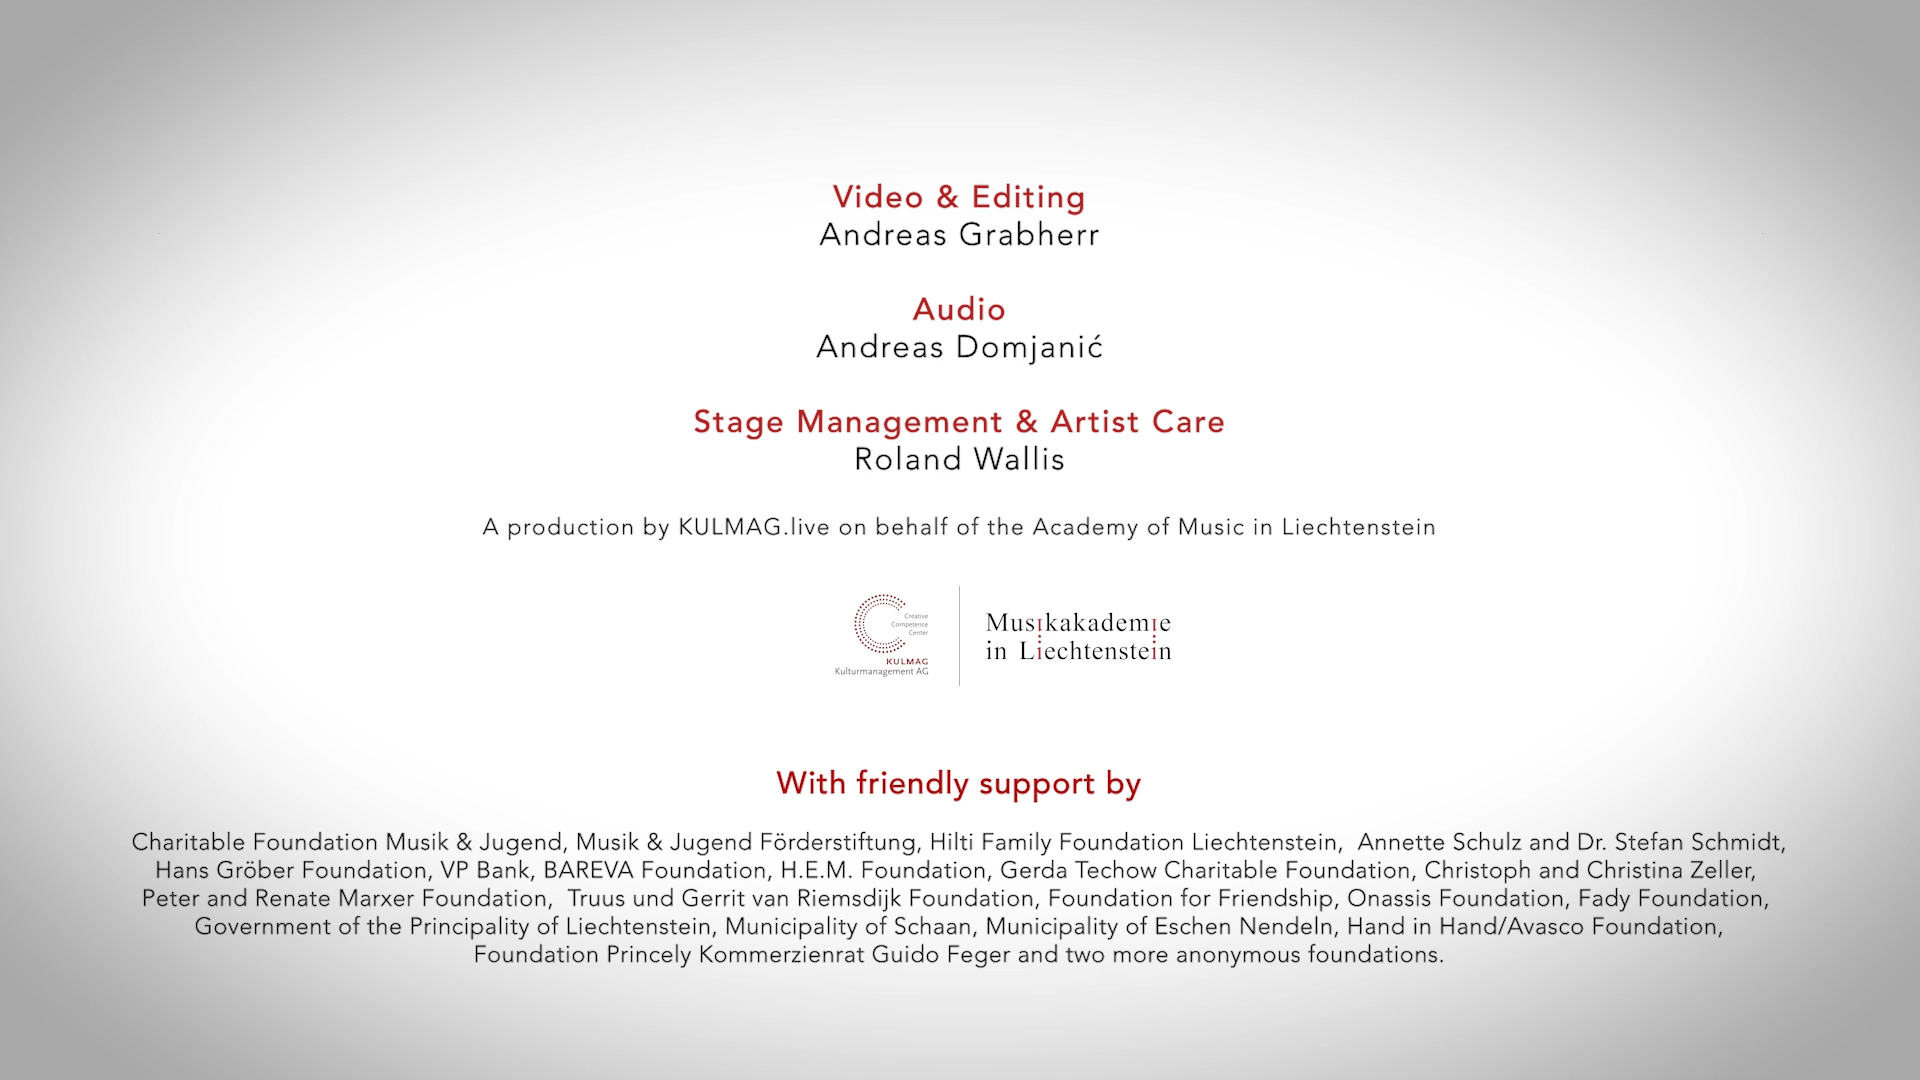 Video & Editing
Andreas Grabherr
Audio
Andreas Domjanić
Stage Management & Artist Care
Roland Wallis
A production by KULMAG.live on behalf of the Academy of Music in Liechtenstein
Creative
Competence
Center
KULMAG
Kulturmanagement AG
Musikakademie
in Liechtenstein
With friendly support by
Charitable Foundation Musik & Jugend, Musik & Jugend Förderstiftung, Hilti Family Foundation Liechtenstein, Annette Schulz and Dr. Stefan Schmidt,
Hans Gröber Foundation, VP Bank, BAREVA Foundation, H.E.M. Foundation, Gerda Techow Charitable Foundation, Christoph and Christina Zeller,
Peter and Renate Marxer Foundation, Truus und Gerrit van Riemsdijk Foundation, Foundation for Friendship, Onassis Foundation, Fady Foundation,
Government of the Principality of Liechtenstein, Municipality of Schaan, Municipality of Eschen Nendeln, Hand in Hand/Avasco Foundation,
Foundation Princely Kommerzienrat Guido Feger and two more anonymous foundations.